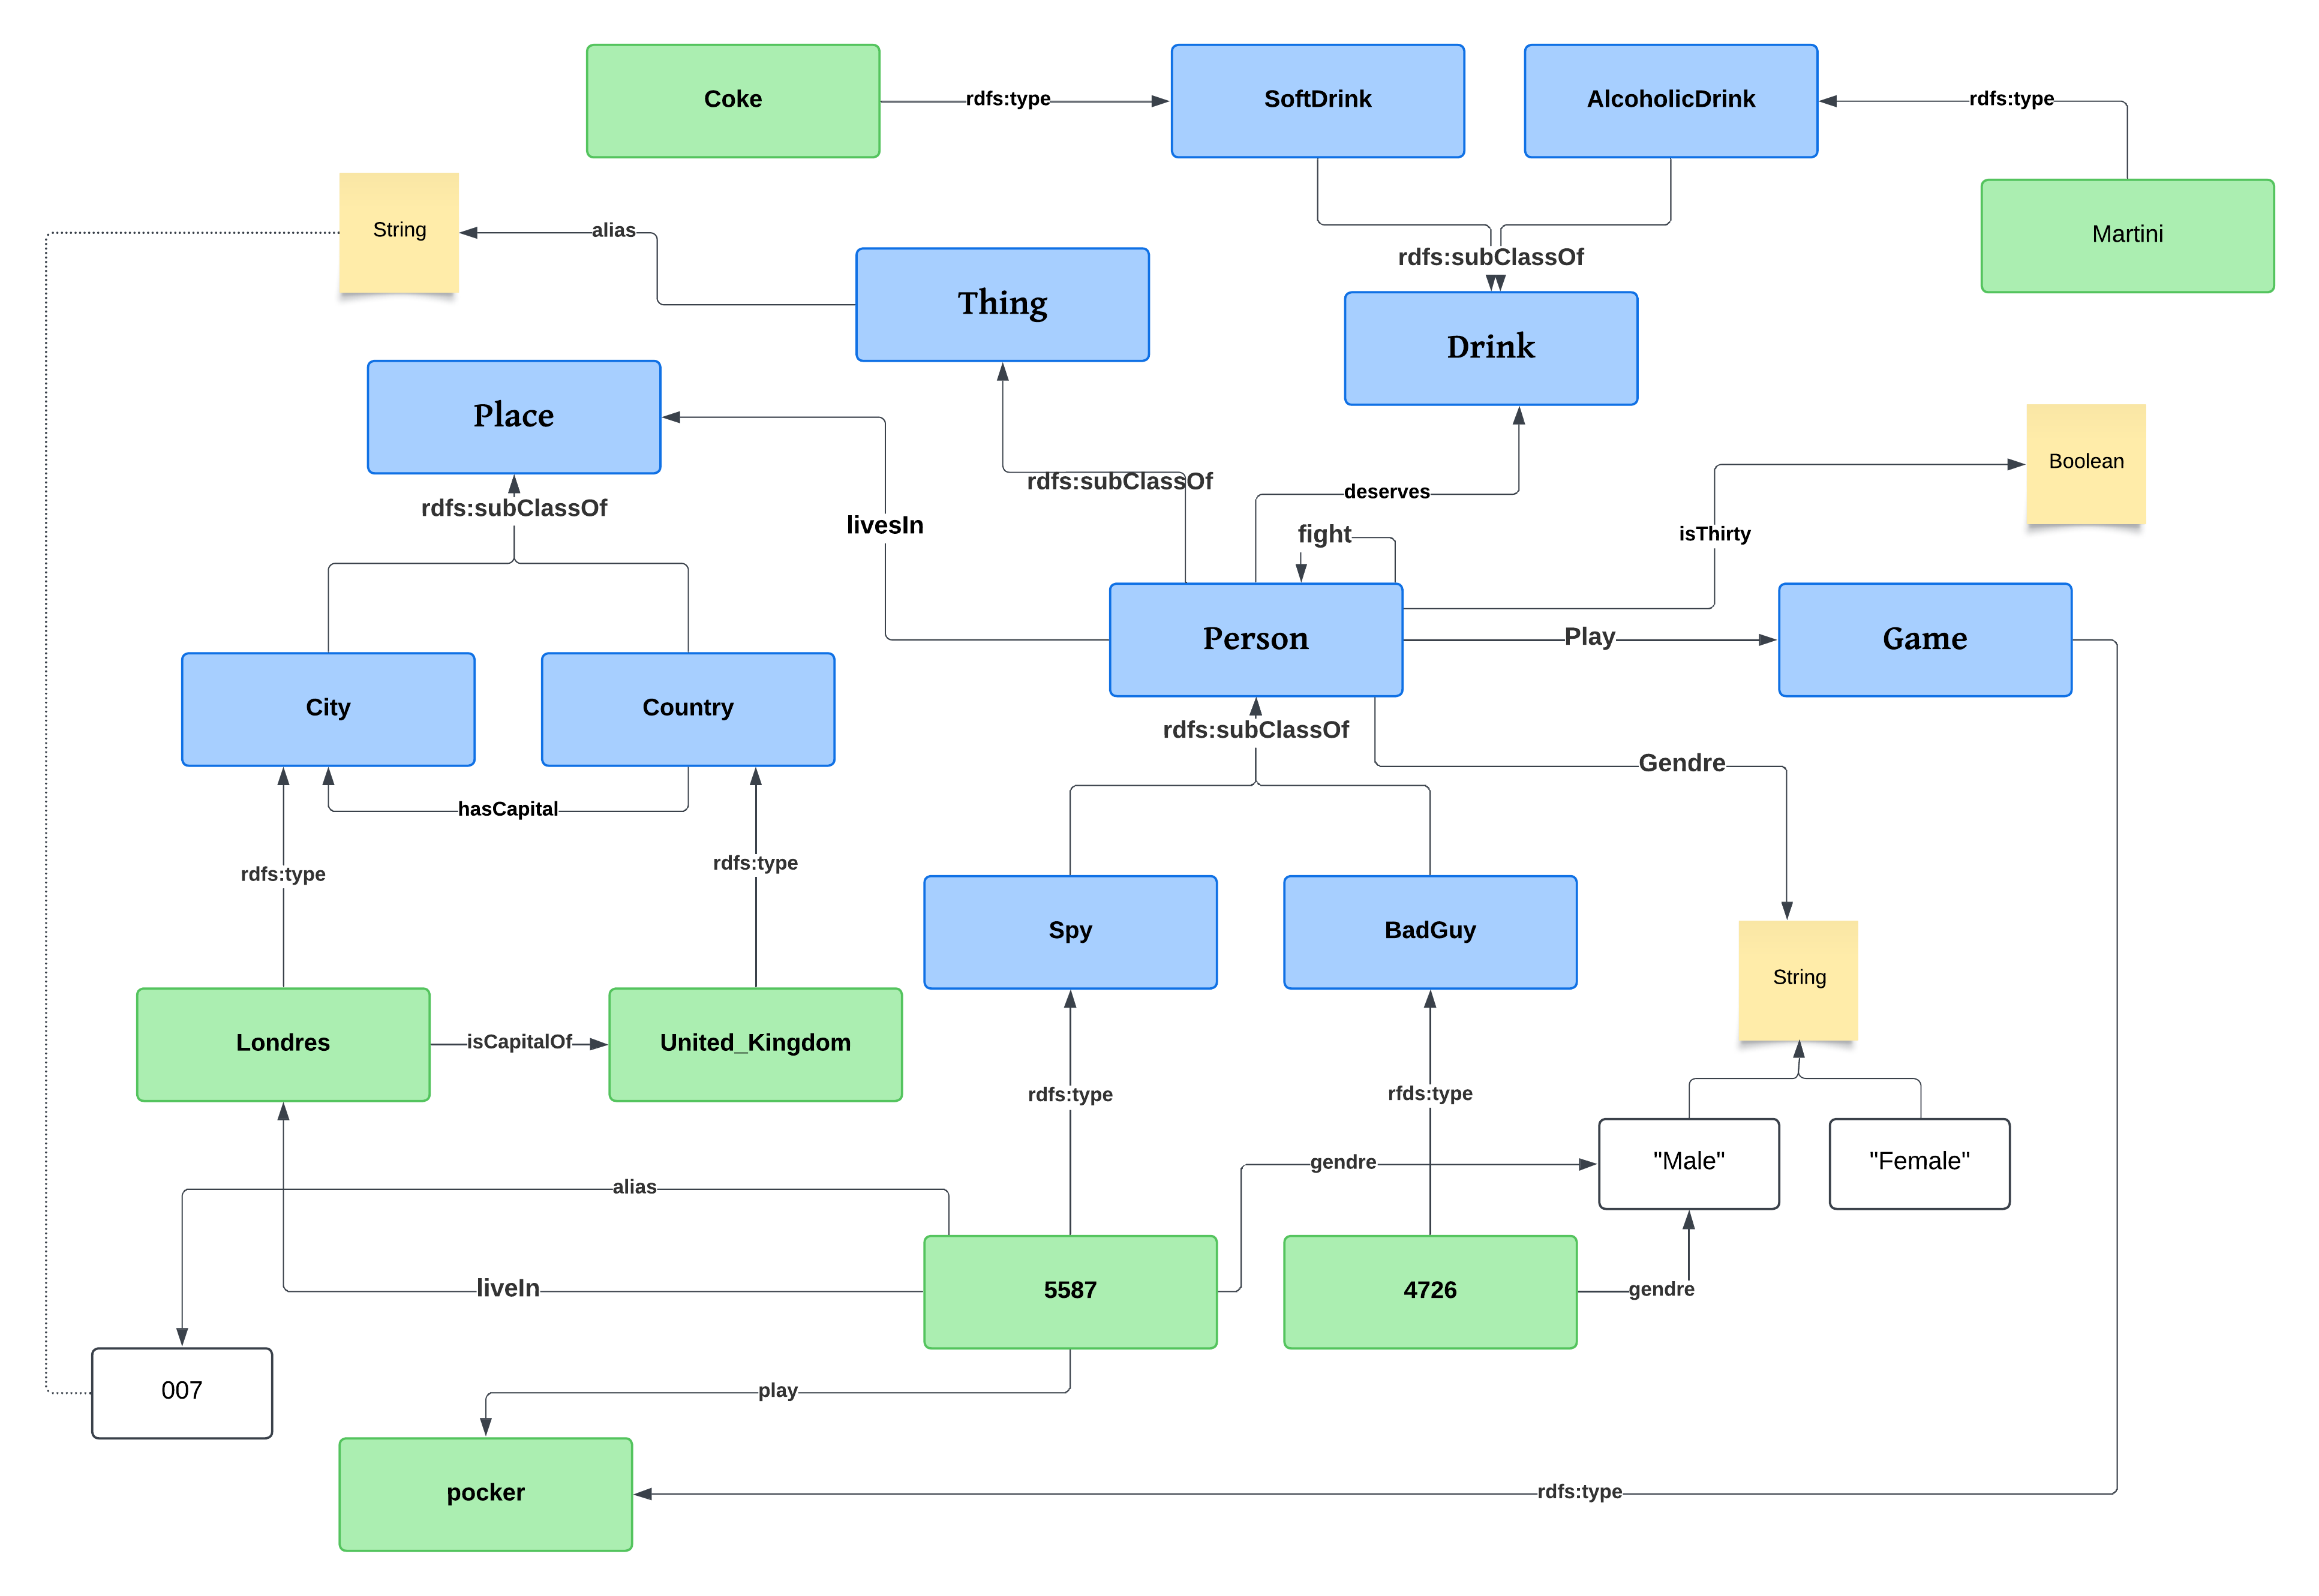 Coke
rdfs:type
SoftDrink
AlcoholicDrink
rdfs:type
Martini
String
alias
Thing
rdfs:subClassOf
Drink
Place
rdfs:subClassOf
rdfs:subClassOf
deserves
livesIn
fight
isThirty
Boolean
Person
Play
Game
City
Country
rdfs:subClassOf
Gendre
hasCapital
rdfs:type
rdfs:type
Spy
BadGuy
String
Londres
isCapitalOf
United_Kingdom
rdfs:type
rfds:type
gendre
"Male"
"Female"
alias
liveIn
5587
4726
gendre
007
play
pocker
rdfs:type